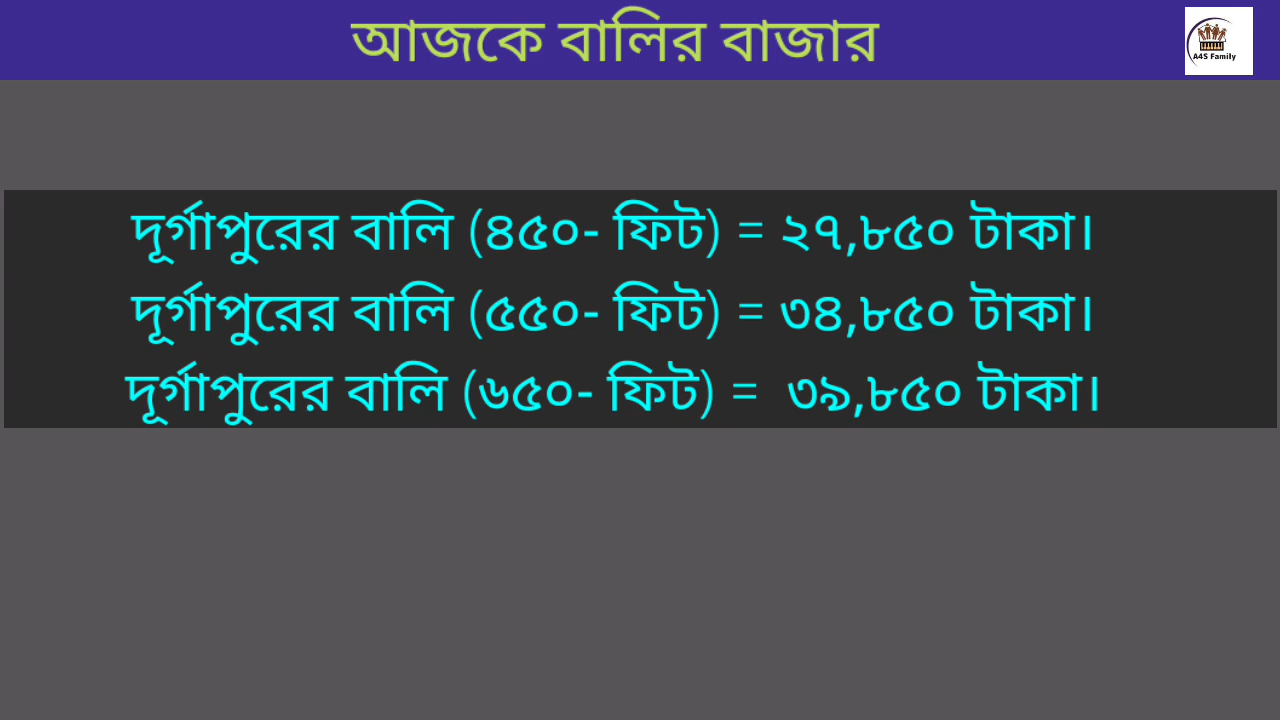 আজকে বালির বাজার
A4S Family
দূর্গাপুরের বালি (৪৫০- ফিট) = ২৭,৮৫০ টাকা।
দূর্গাপুরের বালি (৫৫০- ফিট) = ৩৪,৮৫০ টাকা।
দূর্গাপুরের বালি (৬৫০- ফিট) = ৩৯,৮৫০ টাকা।